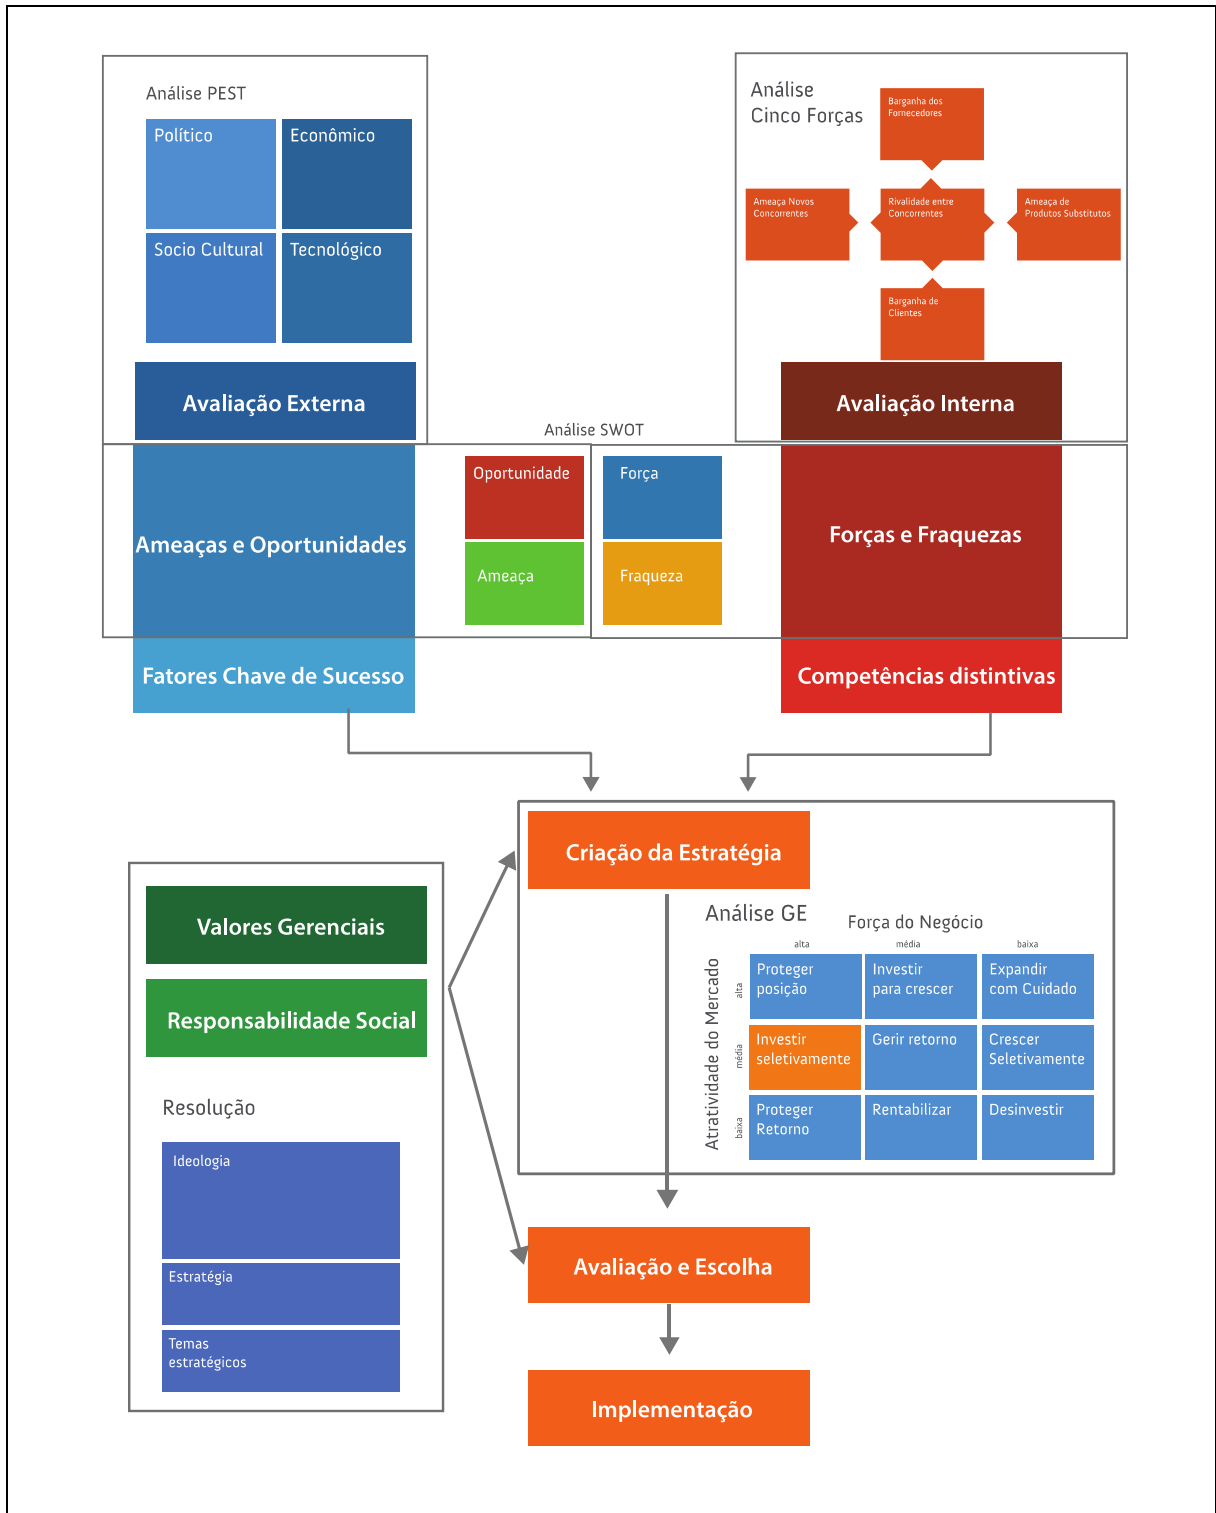 Análise PEST
Político
Econômico
Socio Cultural
Tecnológico
Avaliação Externa
Análise
Cinco Forças
Barganha dos
Fornecedores
Ameaça Novos
Concorrentes
Rivalidade entre
Concorrentes
Ameaça de
Produtos Substitutos
Barganha de
Clientes
Avaliação Interna
Análise SWOT
Ameaças e Oportunidades
Oportunidade
Força
Ameaça
Fraqueza
Forças e Fraquezas
Fatores Chave de Sucesso
Competências distintivas
Criação da Estratégia
Valores Gerenciais
Responsabilidade Social
Resolução
Ideologia
Estratégia
Temas
estratégicos
Análise GE
Força do Negócio
alta
média
baixa
Atratividade do Mercado
alta
média
baixa
Proteger
posição
Investir
para crescer
Expandir
com Cuidado
Investir
seletivamente
Gerir retorno
Crescer
Seletivamente
Proteger
Retorno
Rentabilizar
Desinvestir
Avaliação e Escolha
Implementação